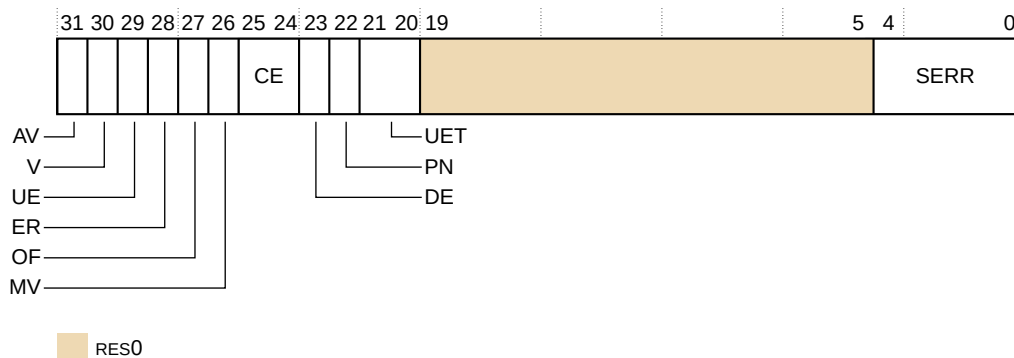 31 30 29 28 27 26 25 24 23 22 21 20 19 5 4 0
CE SERR
AV UET
V PN
UE DE
ER
OF
MV
RES0